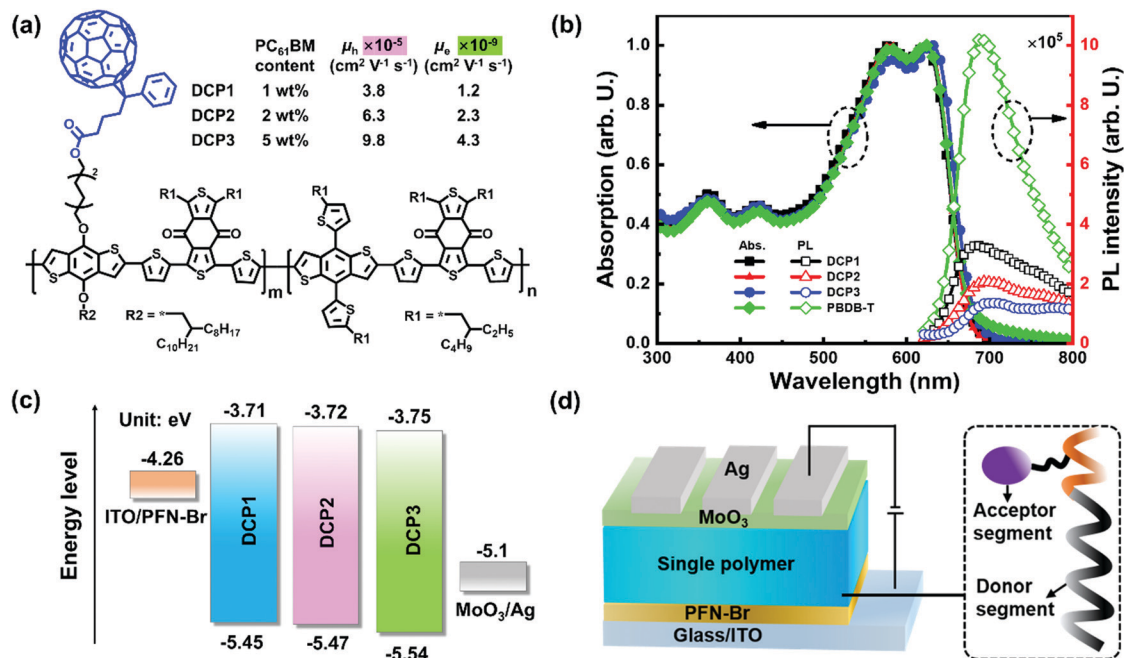 (a)
PC₆₁BM content μh ×10⁻⁵ (cm² V⁻¹ s⁻¹) μe ×10⁻⁹ (cm² V⁻¹ s⁻¹)
DCP1 1 wt% 3.8 1.2
DCP2 2 wt% 6.3 2.3
DCP3 5 wt% 9.8 4.3
O
O
2
O
R1 R1 R1 R1 R1
S S S S S S S S S S S S
O O O O
m n
O
R2
R1
R2 = * C₈H₁₇
C₁₀H₂₁
R1 = * C₂H₅
C₄H₉
(b)
×10⁵
Absorption (arb. U.)
1.0
0.8
0.6
0.4
0.2
0.0
PL intensity (arb. U.)
10
8
6
4
2
0
Abs. PL
DCP1
DCP2
DCP3
PBDB-T
300 400 500 600 700 800
Wavelength (nm)
(c)
Energy level
Unit: eV
-3.71 -3.72 -3.75
-4.26
ITO/PFN-Br
DCP1
DCP2
DCP3
-5.1
MoO₃/Ag
-5.45 -5.47 -5.54
(d)
Ag
MoO₃
Single polymer
PFN-Br
Glass/ITO
Acceptor
segment
Donor
segment